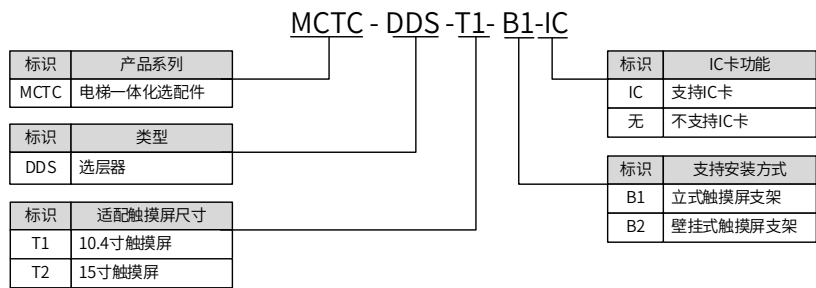 MCTC - DDS -T1- B1-IC
标识 产品系列
MCTC 电梯一体化选配件
标识 类型
DDS 选层器
标识 适配触摸屏尺寸
T1 10.4寸触摸屏
T2 15寸触摸屏
标识 IC卡功能
IC 支持IC卡
无 不支持IC卡
标识 支持安装方式
B1 立式触摸屏支架
B2 壁挂式触摸屏支架